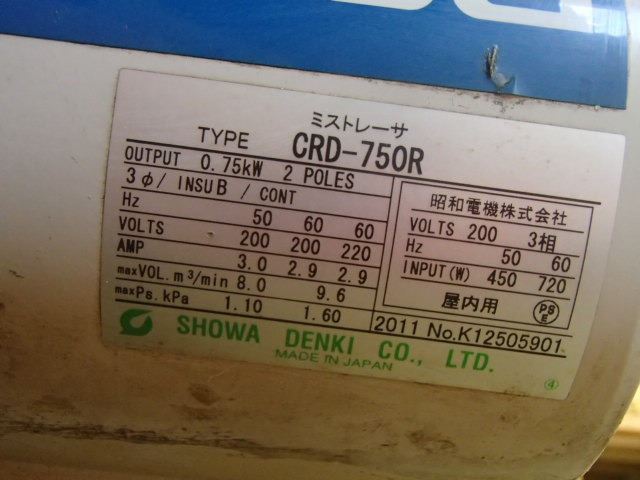 ミストレーサ
TYPE CRD-750R
OUTPUT 0.75kW 2 POLES
3φ/ INSUB / CONT
Hz 50 60 60
VOLTS 200 200 220
AMP 3.0 2.9 2.9
maxVOL. m³/min 8.0 9.6
maxPs. kPa 1.10 1.60
昭和電機株式会社
VOLTS 200 3相
Hz 50 60
INPUT(W) 450 720
屋内用 PSE
2011 No.K12505901
SHOWA DENKI CO., LTD.
MADE IN JAPAN
④